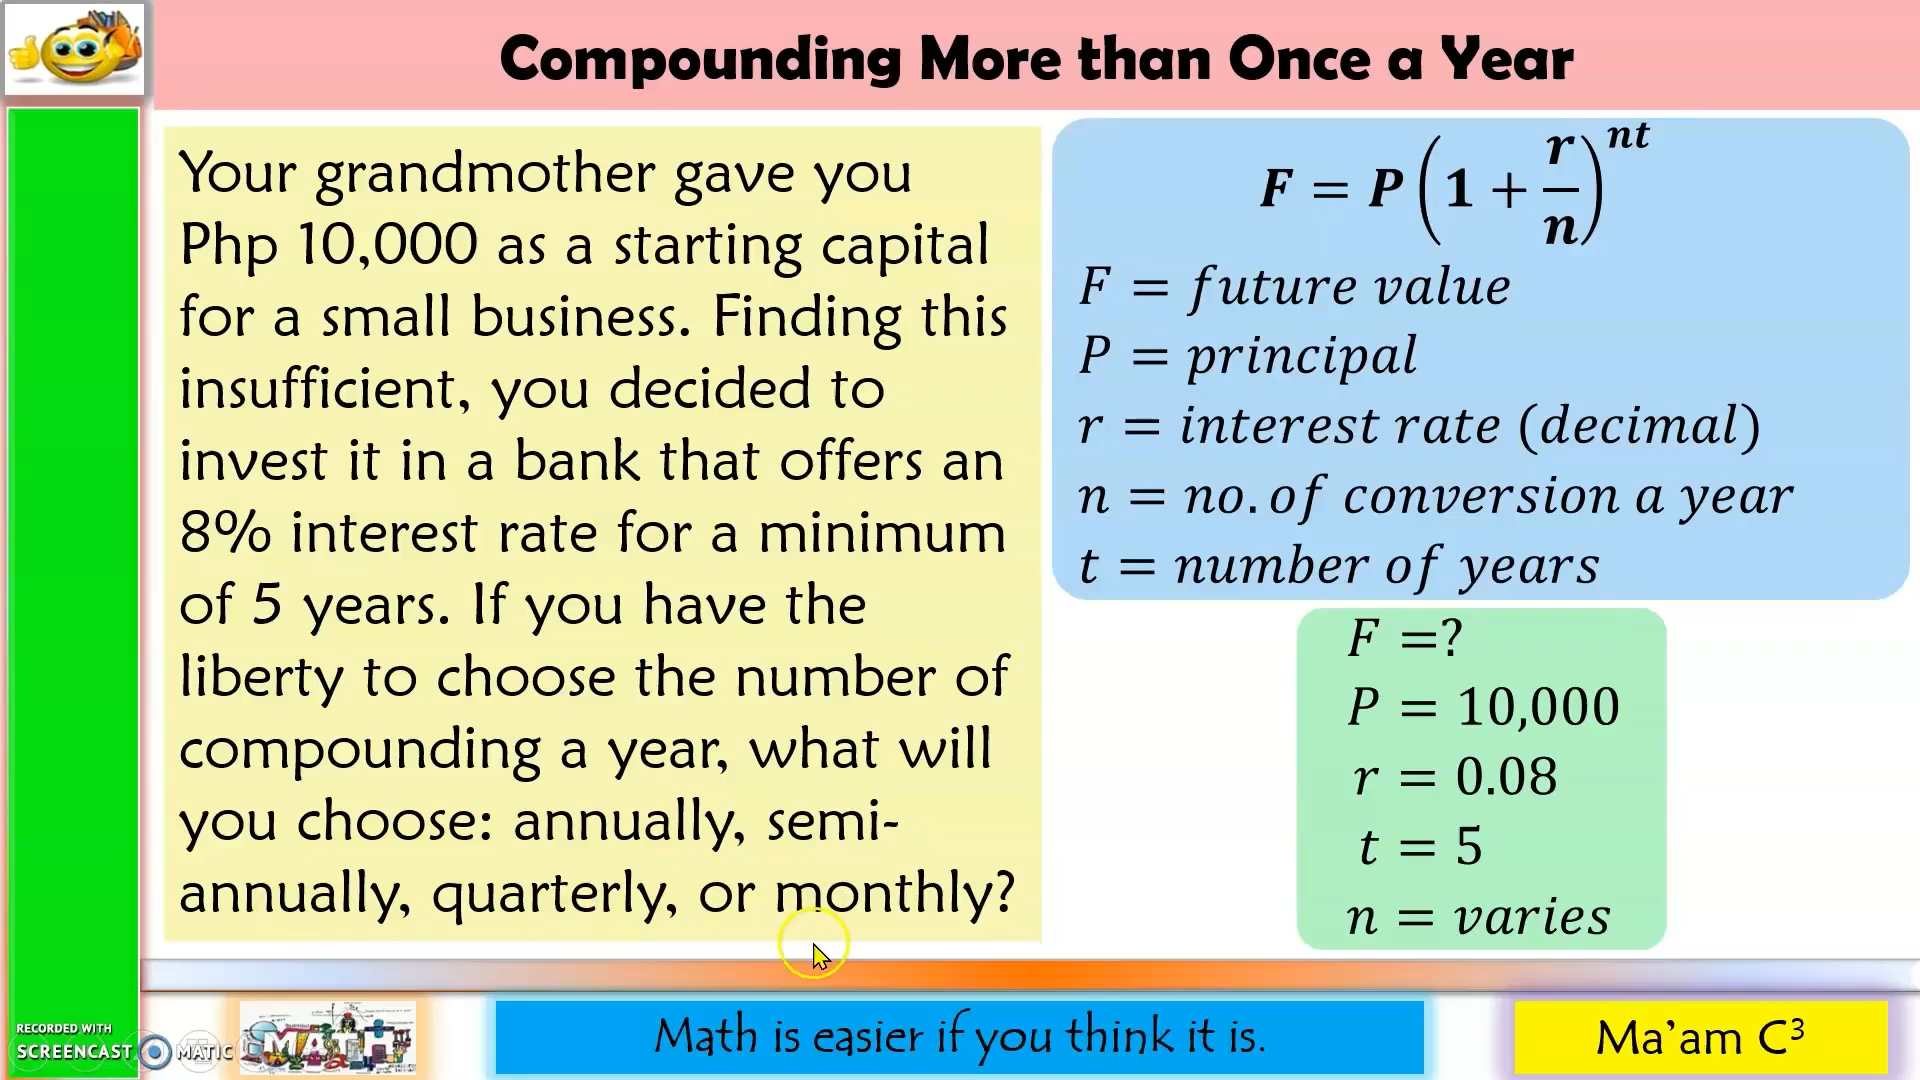 Compounding More than Once a Year
Your grandmother gave you
Php 10,000 as a starting capital
for a small business. Finding this
insufficient, you decided to
invest it in a bank that offers an
8% interest rate for a minimum
of 5 years. If you have the
liberty to choose the number of
compounding a year, what will
you choose: annually, semi-
annually, quarterly, or monthly?
F = P(1 + r/n)^nt
F = future value
P = principal
r = interest rate (decimal)
n = no. of conversion a year
t = number of years
F =?
P = 10,000
r = 0.08
t = 5
n = varies
RECORDED WITH
SCREENCAST MATIC
MATH
Math is easier if you think it is.
Ma'am C³